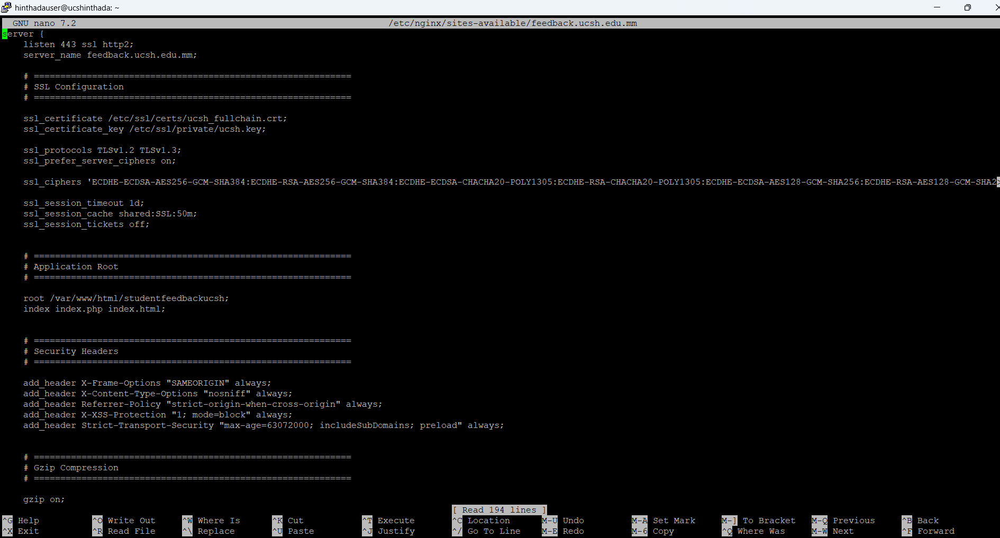 hinthadauser@ucshinthada: ~
GNU nano 7.2 /etc/nginx/sites-available/feedback.ucsh.edu.mm
server {
listen 443 ssl http2;
server_name feedback.ucsh.edu.mm;
# ============================================================
# SSL Configuration
# ============================================================
ssl_certificate /etc/ssl/certs/ucsh_fullchain.crt;
ssl_certificate_key /etc/ssl/private/ucsh.key;
ssl_protocols TLSv1.2 TLSv1.3;
ssl_prefer_server_ciphers on;
ssl_ciphers 'ECDHE-ECDSA-AES256-GCM-SHA384:ECDHE-RSA-AES256-GCM-SHA384:ECDHE-ECDSA-CHACHA20-POLY1305:ECDHE-RSA-CHACHA20-POLY1305:ECDHE-ECDSA-AES128-GCM-SHA256:ECDHE-RSA-AES128-GCM-SHA2>
ssl_session_timeout 1d;
ssl_session_cache shared:SSL:50m;
ssl_session_tickets off;
# ============================================================
# Application Root
# ============================================================
root /var/www/html/studentfeedbackucsh;
index index.php index.html;
# ============================================================
# Security Headers
# ============================================================
add_header X-Frame-Options "SAMEORIGIN" always;
add_header X-Content-Type-Options "nosniff" always;
add_header Referrer-Policy "strict-origin-when-cross-origin" always;
add_header X-XSS-Protection "1; mode=block" always;
add_header Strict-Transport-Security "max-age=63072000; includeSubDomains; preload" always;
# ============================================================
# Gzip Compression
# ============================================================
gzip on;
[ Read 194 lines ]
^G Help ^O Write Out ^W Where Is ^K Cut ^T Execute ^C Location M-U Undo M-A Set Mark M-] To Bracket M-Q Previous ^B Back
^X Exit ^R Read File ^\ Replace ^U Paste ^J Justify ^/ Go To Line M-E Redo M-6 Copy ^Q Where Was M-W Next ^F Forward